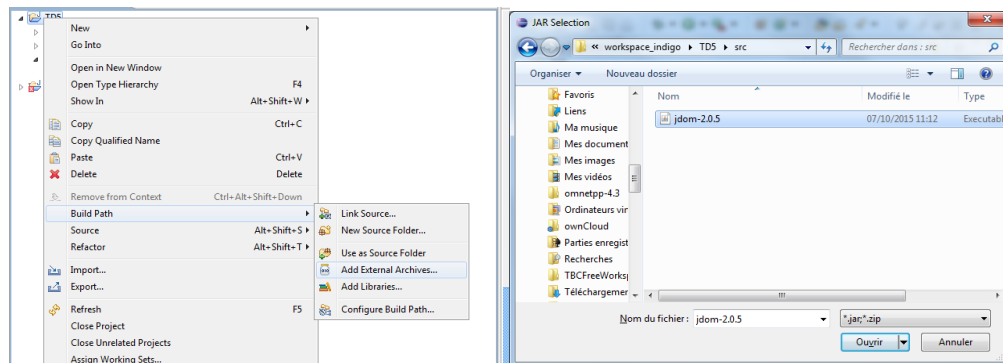 TD5
New
Go Into
Open in New Window
Open Type Hierarchy F4
Show In Alt+Shift+W
Copy Ctrl+C
Copy Qualified Name
Paste Ctrl+V
Delete Delete
Remove from Context Ctrl+Alt+Shift+Down
Build Path
Source Alt+Shift+S
Refactor Alt+Shift+T
Import...
Export...
Refresh F5
Close Project
Close Unrelated Projects
Assign Working Sets...
Link Source...
New Source Folder...
Use as Source Folder
Add External Archives...
Add Libraries...
Configure Build Path...
JAR Selection
« workspace_indigo TD5 src
Rechercher dans : src
Organiser Nouveau dossier
Nom Modifié le Type
jdom-2.0.5 07/10/2015 11:12 Executabl
Favoris
Liens
Ma musique
Mes document
Mes images
Mes vidéos
omnetpp-4.3
Ordinateurs vir
ownCloud
Parties enregist
Recherches
TBCFreeWorks
Téléchargemer
Nom du fichier : jdom-2.0.5 *.jar;*.zip
Ouvrir Annuler